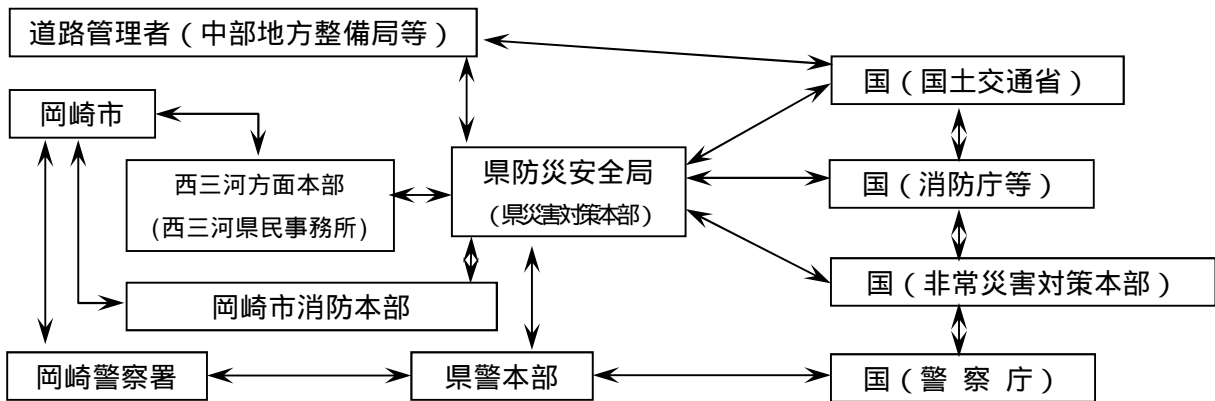 道路管理者（中部地方整備局等）
国（国土交通省）
岡崎市
西三河方面本部
(西三河県民事務所)
県防災安全局
（県災害対策本部）
国（消防庁等）
国（非常災害対策本部）
岡崎市消防本部
岡崎警察署
県警本部
国（警 察 庁）